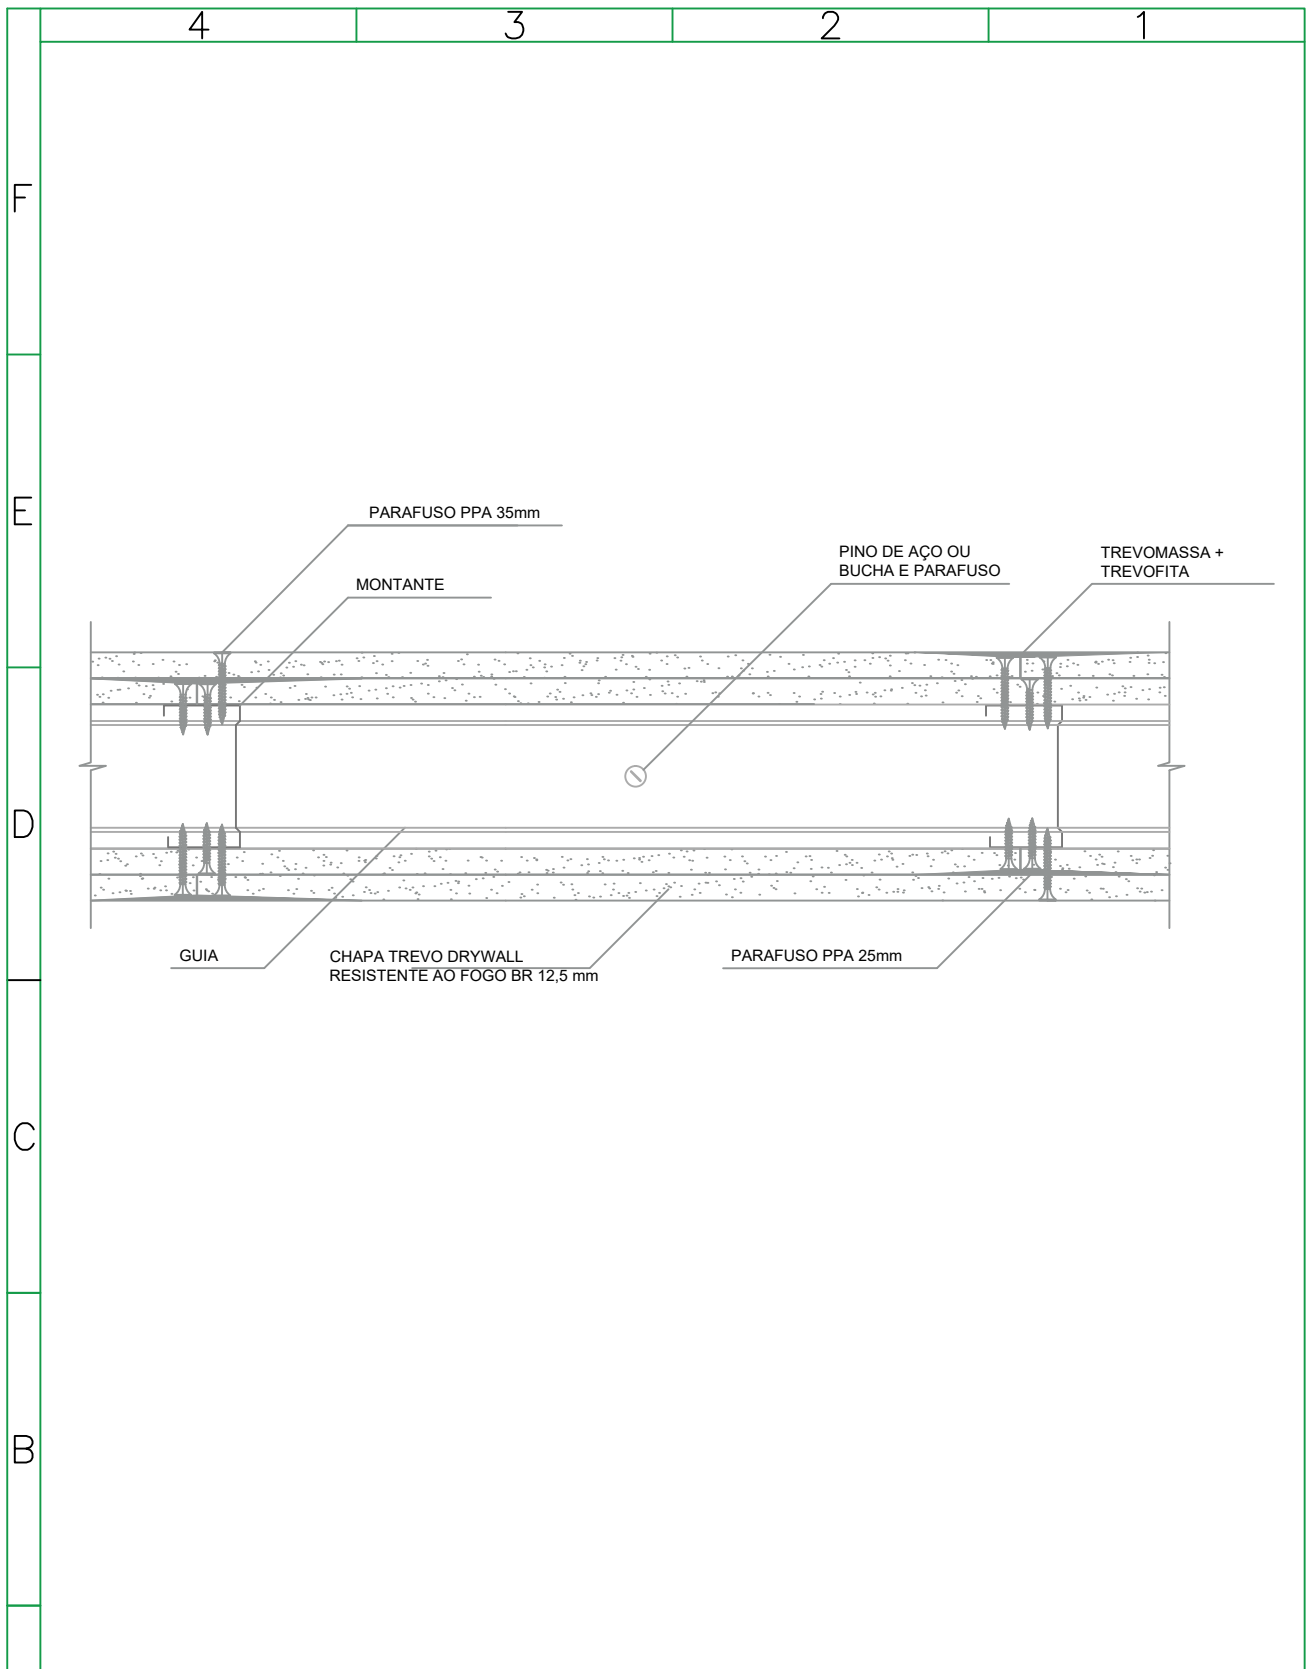 4 3 2 1
F
E
PARAFUSO PPA 35mm
PINO DE AÇO OU
BUCHA E PARAFUSO
TREVOMASSA +
TREVOFITA
MONTANTE
D
GUIA
CHAPA TREVO DRYWALL
RESISTENTE AO FOGO BR 12,5 mm
PARAFUSO PPA 25mm
C
B